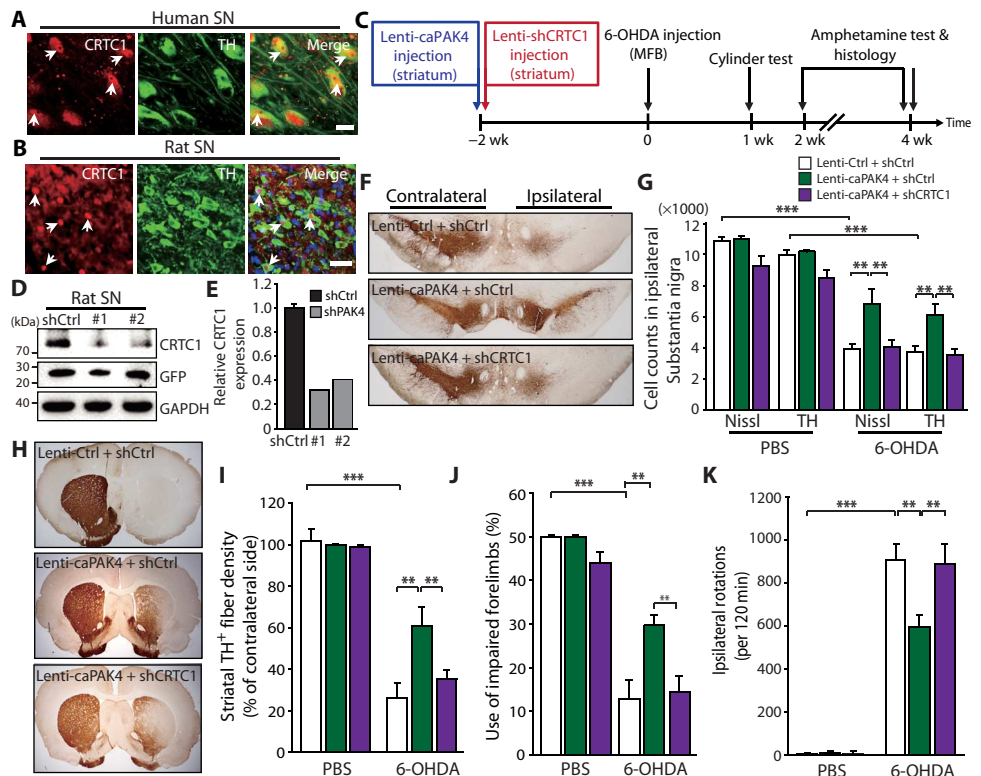 A
Human SN
CRTC1
TH
Merge
B
Rat SN
CRTC1
TH
Merge
C
Lenti-caPAK4
injection
(striatum)
Lenti-shCRTC1
injection
(striatum)
6-OHDA injection
(MFB)
Cylinder test
Amphetamine test &
histology
−2 wk
0
1 wk
2 wk
4 wk
Time
D
Rat SN
(kDa)
shCtrl
#1
#2
70
CRTC1
30
20
GFP
40
GAPDH
E
Relative CRTC1
expression
1.2
1.0
0.8
0.6
0.4
0.2
0
shCtrl
shPAK4
shCtrl #1 #2
F
Contralateral
Ipsilateral
Lenti-Ctrl + shCtrl
Lenti-caPAK4 + shCtrl
Lenti-caPAK4 + shCRTC1
G
Lenti-Ctrl + shCtrl
Lenti-caPAK4 + shCtrl
Lenti-caPAK4 + shCRTC1
(×1000)
Cell counts in ipsilateral
Substantia nigra
12
10
8
6
4
2
0
***
***
** **
** **
Nissl TH Nissl TH
PBS 6-OHDA
H
Lenti-Ctrl + shCtrl
Lenti-caPAK4 + shCtrl
Lenti-caPAK4 + shCRTC1
I
Striatal TH+ fiber density
(% of contralateral side)
120
100
80
60
40
20
0
***
** **
PBS 6-OHDA
J
Use of impaired forelimbs (%)
60
50
40
30
20
10
0
*** **
**
PBS 6-OHDA
K
Ipsilateral rotations
(per 120 min)
1200
1000
800
600
400
200
0
*** ** **
PBS 6-OHDA